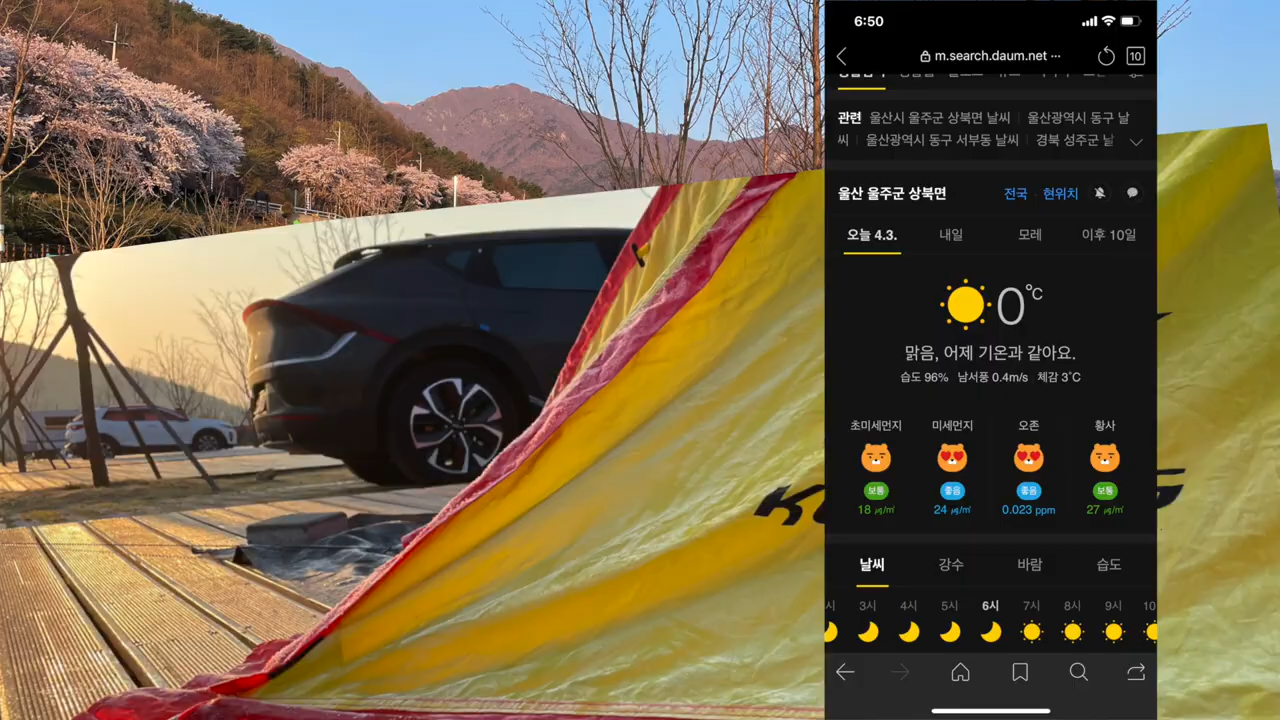 6:50
m.search.daum.net ···
10
관련 울산시 울주군 상북면 날씨 울산광역시 동구 날
씨 울산광역시 동구 서부동 날씨 경북 성주군 날
울산 울주군 상북면 전국 현위치
오늘 4.3. 내일 모레 이후 10일
0°C
맑음, 어제 기온과 같아요.
습도 96% 남서풍 0.4m/s 체감 3°C
초미세먼지 미세먼지 오존 황사
보통 좋음 좋음 보통
18 ㎍/㎥ 24 ㎍/㎥ 0.023 ppm 27 ㎍/㎥
날씨 강수 바람 습도
시 3시 4시 5시 6시 7시 8시 9시 10